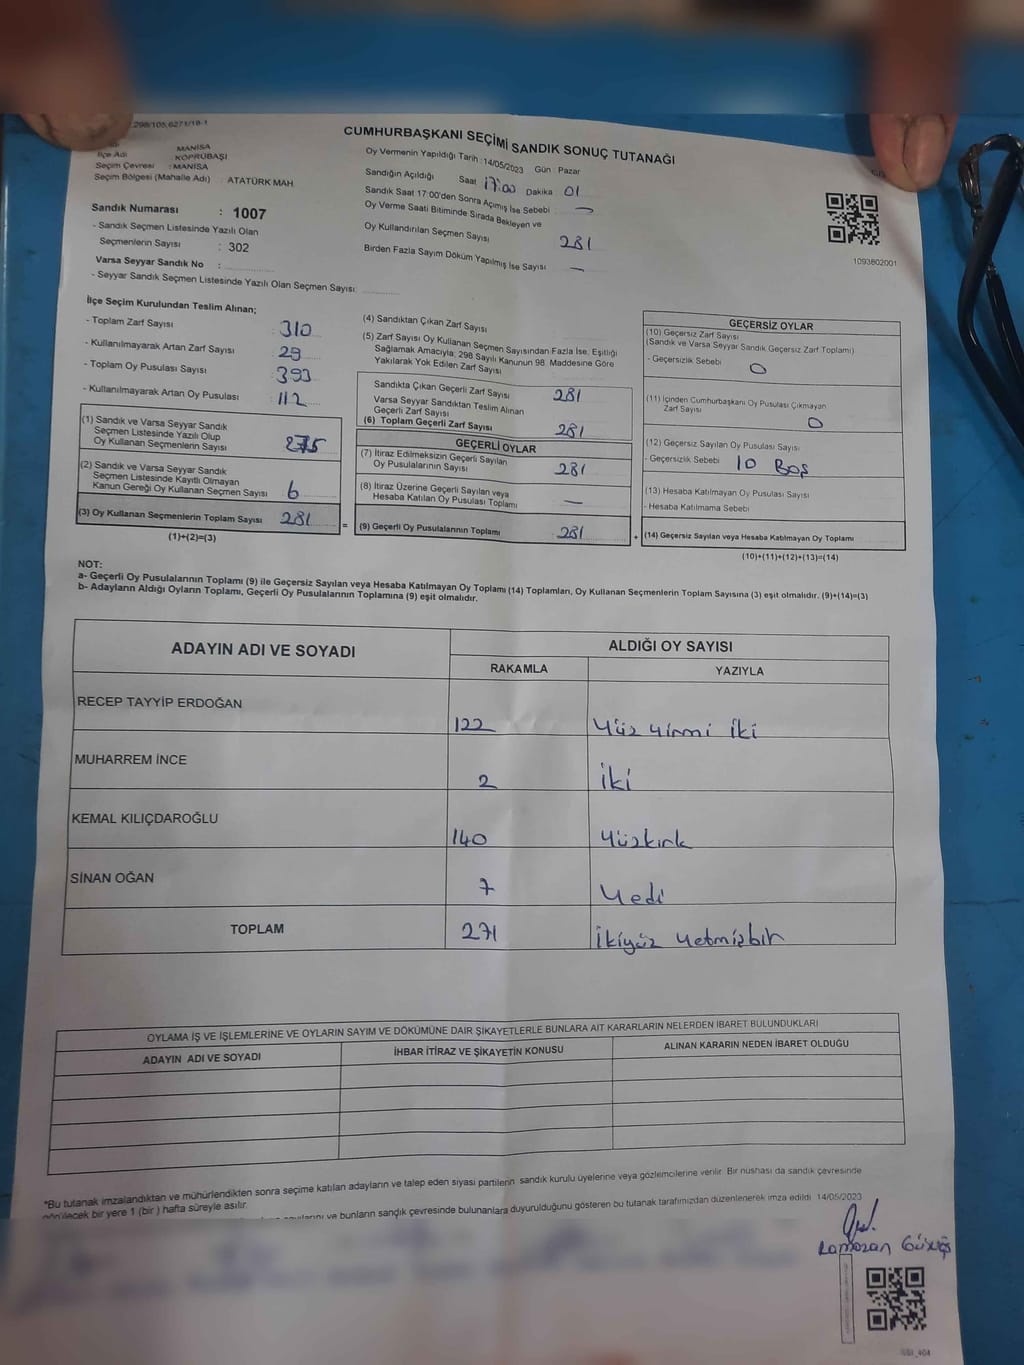 298/105;6271/18-1
CUMHURBAŞKANI SEÇİMİ SANDIK SONUÇ TUTANAĞI
MANİSA
İlçe Adı : KÖPRÜBAŞI
Seçim Çevresi : MANİSA
Seçim Bölgesi (Mahalle Adı) : ATATÜRK MAH.
Oy Vermenin Yapıldığı Tarih : 14/05/2023 Gün : Pazar
Sandığın Açıldığı Saat 17:00 Dakika 01
Sandık Saat 17:00'den Sonra Açımış İse Sebebi : —
Oy Verme Saati Bitiminde Sırada Bekleyen ve
Oy Kullandırılan Seçmen Sayısı 281
Birden Fazla Sayım Döküm Yapılmış İse Sayısı —
1093802001
Sandık Numarası : 1007
- Sandık Seçmen Listesinde Yazılı Olan
Seçmenlerin Sayısı : 302
Varsa Seyyar Sandık No :
- Seyyar Sandık Seçmen Listesinde Yazılı Olan Seçmen Sayısı:
İlçe Seçim Kurulundan Teslim Alınan;
- Toplam Zarf Sayısı : 310
- Kullanılmayarak Artan Zarf Sayısı : 29
- Toplam Oy Pusulası Sayısı : 393
- Kullanılmayarak Artan Oy Pusulası : 112
(1) Sandık ve Varsa Seyyar Sandık
Seçmen Listesinde Yazılı Olup
Oy Kullanan Seçmenlerin Sayısı 275
(2) Sandık ve Varsa Seyyar Sandık
Seçmen Listesinde Kayıtlı Olmayan
Kanun Gereği Oy Kullanan Seçmen Sayısı 6
(3) Oy Kullanan Seçmenlerin Toplam Sayısı 281
(1)+(2)=(3)
(4) Sandıktan Çıkan Zarf Sayısı
(5) Zarf Sayısı Oy Kullanan Seçmen Sayısından Fazla İse, Eşitliği
Sağlamak Amacıyla; 298 Sayılı Kanunun 98. Maddesine Göre
Yakılarak Yok Edilen Zarf Sayısı
Sandıkta Çıkan Geçerli Zarf Sayısı 281
Varsa Seyyar Sandıktan Teslim Alınan
Geçerli Zarf Sayısı
(6) Toplam Geçerli Zarf Sayısı 281
GEÇERLİ OYLAR
(7) İtiraz Edilmeksizin Geçerli Sayılan
Oy Pusulalarının Sayısı 281
(8) İtiraz Üzerine Geçerli Sayılan veya
Hesaba Katılan Oy Pusulası Toplamı —
= (9) Geçerli Oy Pusulalarının Toplamı 281 +
GEÇERSİZ OYLAR
(10) Geçersiz Zarf Sayısı
(Sandık ve Varsa Seyyar Sandık Geçersiz Zarf Toplamı)
- Geçersizlik Sebebi 0
(11) İçinden Cumhurbaşkanı Oy Pusulası Çıkmayan
Zarf Sayısı 0
(12) Geçersiz Sayılan Oy Pusulası Sayısı
- Geçersizlik Sebebi 10 Boş
(13) Hesaba Katılmayan Oy Pusulası Sayısı
- Hesaba Katılmama Sebebi
(14) Geçersiz Sayılan veya Hesaba Katılmayan Oy Toplamı
(10)+(11)+(12)+(13)=(14)
NOT:
a- Geçerli Oy Pusulalarının Toplamı (9) ile Geçersiz Sayılan veya Hesaba Katılmayan Oy Toplamı (14) Toplamları, Oy Kullanan Seçmenlerin Toplam Sayısına (3) eşit olmalıdır. (9)+(14)=(3)
b- Adayların Aldığı Oyların Toplamı, Geçerli Oy Pusulalarının Toplamına (9) eşit olmalıdır.
ADAYIN ADI VE SOYADI ALDIĞI OY SAYISI
RAKAMLA YAZIYLA
RECEP TAYYİP ERDOĞAN 122 Yüz yirmi iki
MUHARREM İNCE 2 İki
KEMAL KILIÇDAROĞLU 140 Yüzkırk
SİNAN OĞAN 7 Yedi
TOPLAM 271 İkiyüz yetmişbir
OYLAMA İŞ VE İŞLEMLERİNE VE OYLARIN SAYIM VE DÖKÜMÜNE DAİR ŞİKAYETLERLE BUNLARA AİT KARARLARIN NELERDEN İBARET BULUNDUKLARI
ADAYIN ADI VE SOYADI İHBAR İTİRAZ VE ŞİKAYETİN KONUSU ALINAN KARARIN NEDEN İBARET OLDUĞU
*Bu tutanak imzalandıktan ve mühürlendikten sonra seçime katılan adayların ve talep eden siyasi partilerin sandık kurulu üyelerine veya gözlemcilerine verilir. Bir nüshası da sandık çevresinde
görülecek bir yere 1 (bir) hafta süreyle asılır.
ve bunların sandık çevresinde bulunanlara duyurulduğunu gösteren bu tutanak tarafımızdan düzenlenerek imza edildi. 14/05/2023
Ramazan